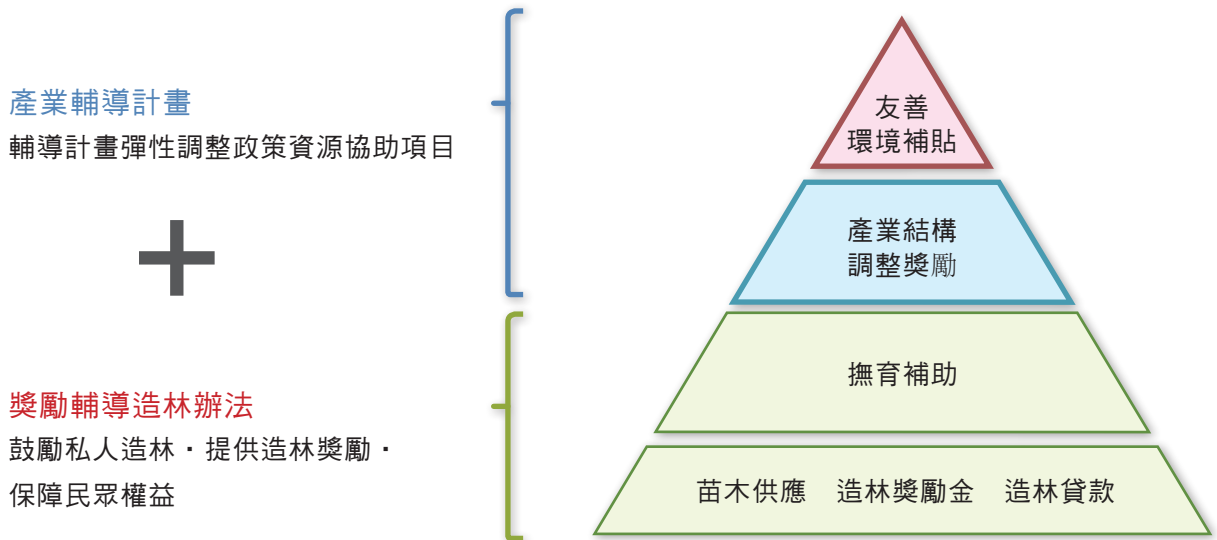 產業輔導計畫
輔導計畫彈性調整政策資源協助項目
+
獎勵輔導造林辦法
鼓勵私人造林・提供造林獎勵・
保障民眾權益
友善
環境補貼
產業結構
調整獎勵
撫育補助
苗木供應 造林獎勵金 造林貸款